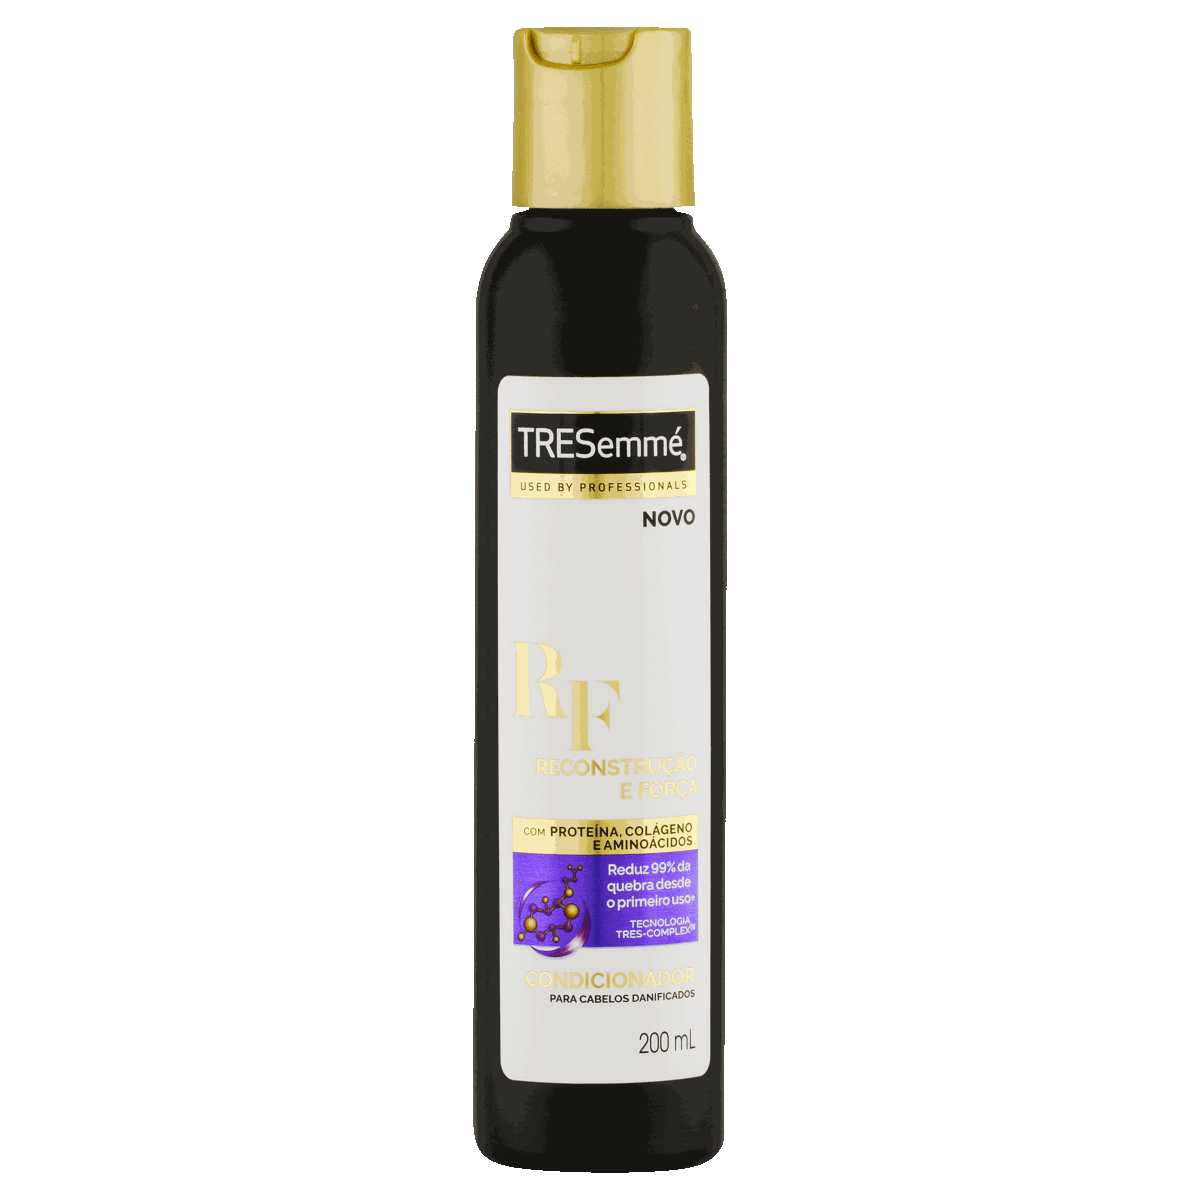 TRESemmé®
USED BY PROFESSIONALS
NOVO
RF
RECONSTRUÇÃO
E FORÇA
COM PROTEÍNA, COLÁGENO
E AMINOÁCIDOS
Reduz 99% da
quebra desde
o primeiro uso+
TECNOLOGIA
TRES-COMPLEX™
CONDICIONADOR
PARA CABELOS DANIFICADOS
200 mL